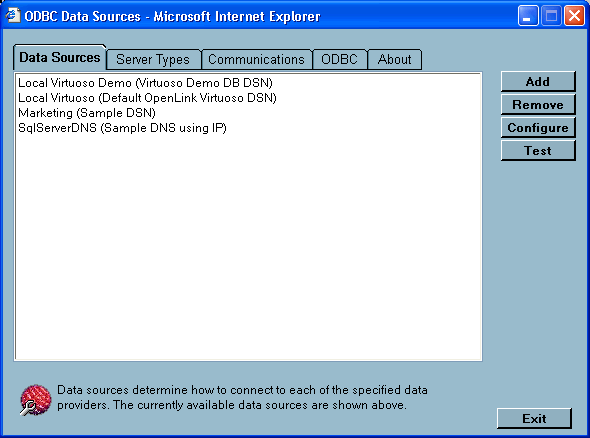 ODBC Data Sources - Microsoft Internet Explorer
Data Sources
Server Types
Communications
ODBC
About
Local Virtuoso Demo (Virtuoso Demo DB DSN)
Local Virtuoso (Default OpenLink Virtuoso DSN)
Marketing (Sample DSN)
SqlServerDNS (Sample DNS using IP)
Add
Remove
Configure
Test
Data sources determine how to connect to each of the specified data
providers. The currently available data sources are shown above.
Exit